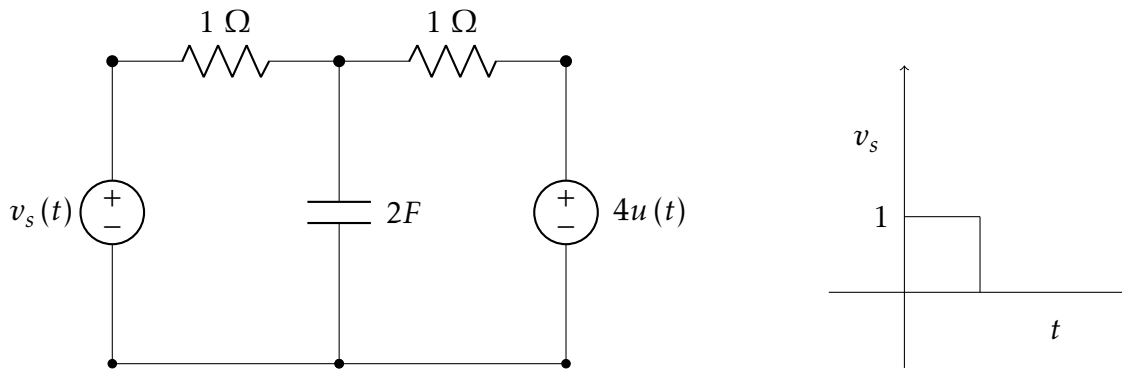 1 Ω
1 Ω
v_s
v_s(t)
+
−
2F
+
−
4u(t)
1
t